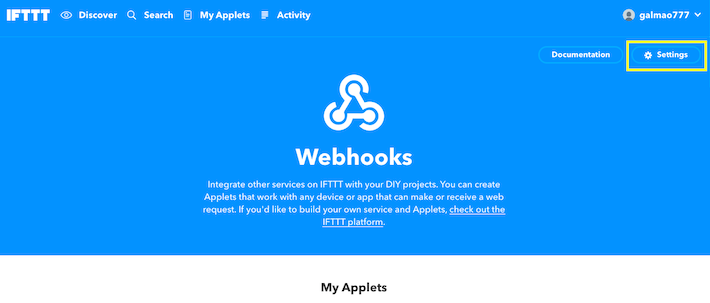 IFTTT Discover Search My Applets Activity galmao777
Documentation Settings
Webhooks
Integrate other services on IFTTT with your DIY projects. You can create
Applets that work with any device or app that can make or receive a web
request. If you'd like to build your own service and Applets, check out the
IFTTT platform.
My Applets